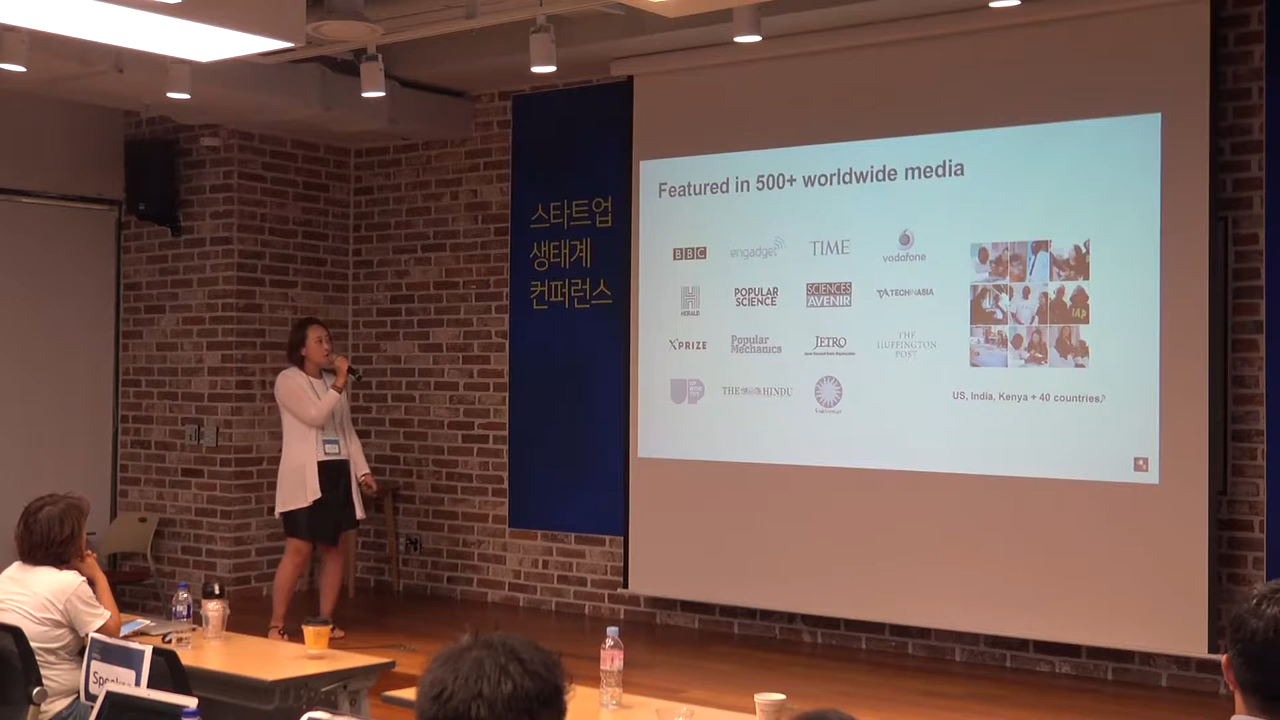 스타트업
생태계
컨퍼런스
Featured in 500+ worldwide media
BBC
engadget
TIME
vodafone
HERALD
POPULAR
SCIENCE
SCIENCES
AVENIR
TECHINASIA
XPRIZE
Popular
Mechanics
JETRO
THE
HUFFINGTON
POST
UP
THE HINDU
US, India, Kenya + 40 countries
Speaker